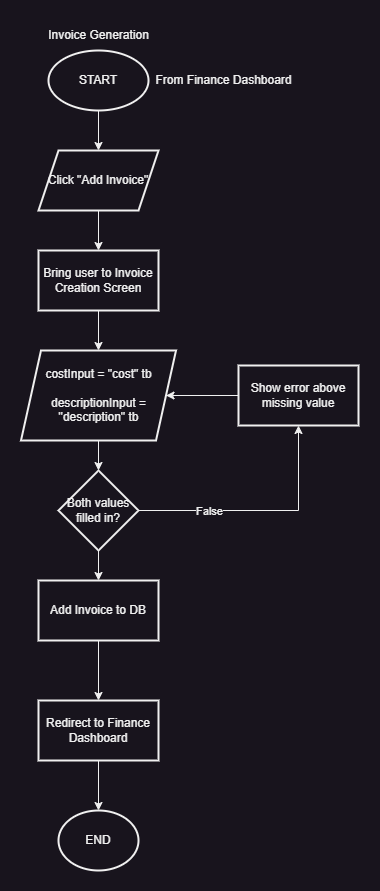 Invoice Generation
START
From Finance Dashboard
Click "Add Invoice"
Bring user to Invoice
Creation Screen
costInput = "cost" tb
descriptionInput =
"description" tb
Show error above
missing value
Both values
filled in?
False
Add Invoice to DB
Redirect to Finance
Dashboard
END